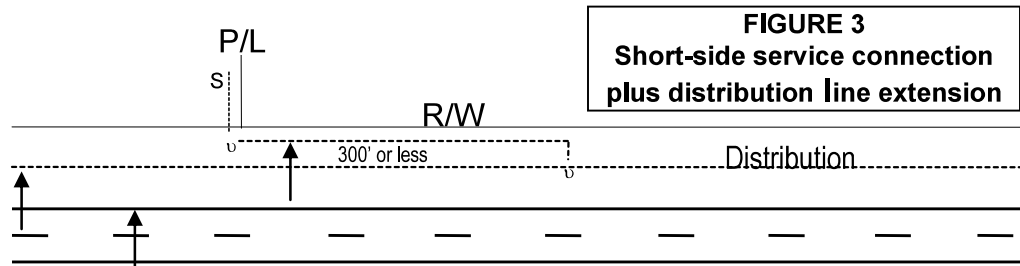 FIGURE 3
Short-side service connection
plus distribution line extension
P/L
S
R/W
υ
300' or less
υ
Distribution